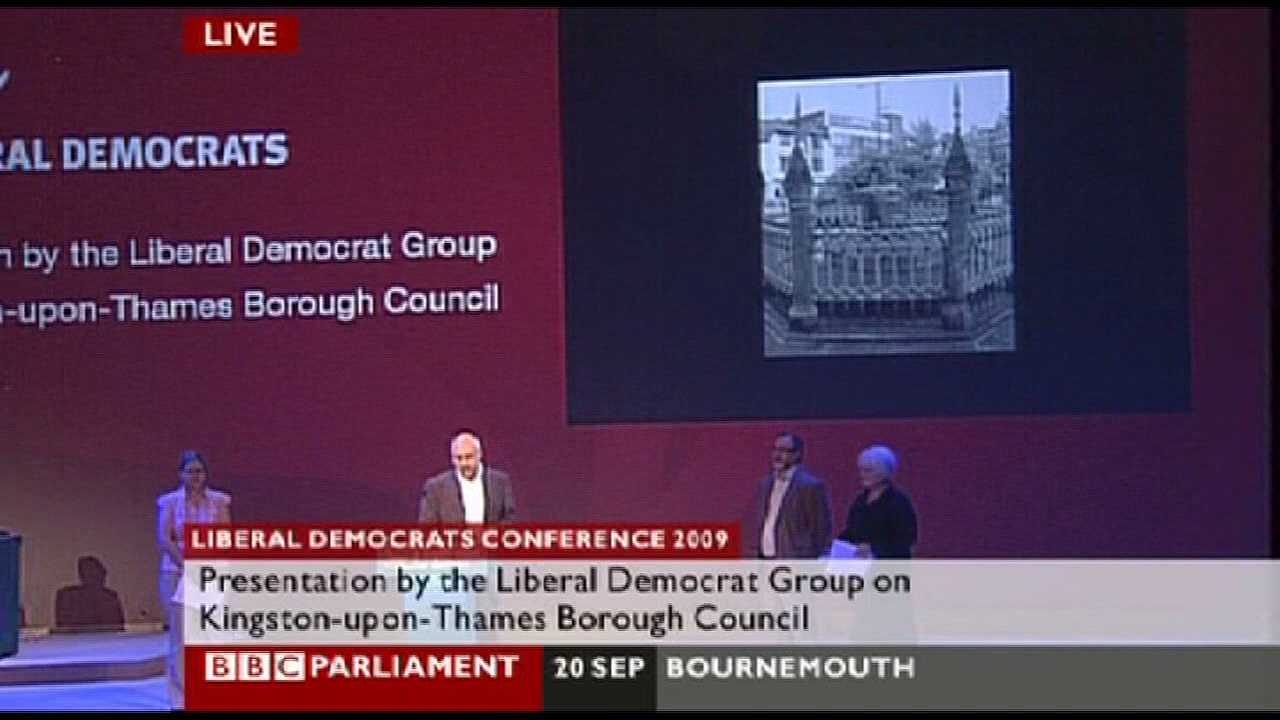 LIVE
RAL DEMOCRATS
n by the Liberal Democrat Group
-upon-Thames Borough Council
LIBERAL DEMOCRATS CONFERENCE 2009
Presentation by the Liberal Democrat Group on
Kingston-upon-Thames Borough Council
BBC PARLIAMENT 20 SEP BOURNEMOUTH